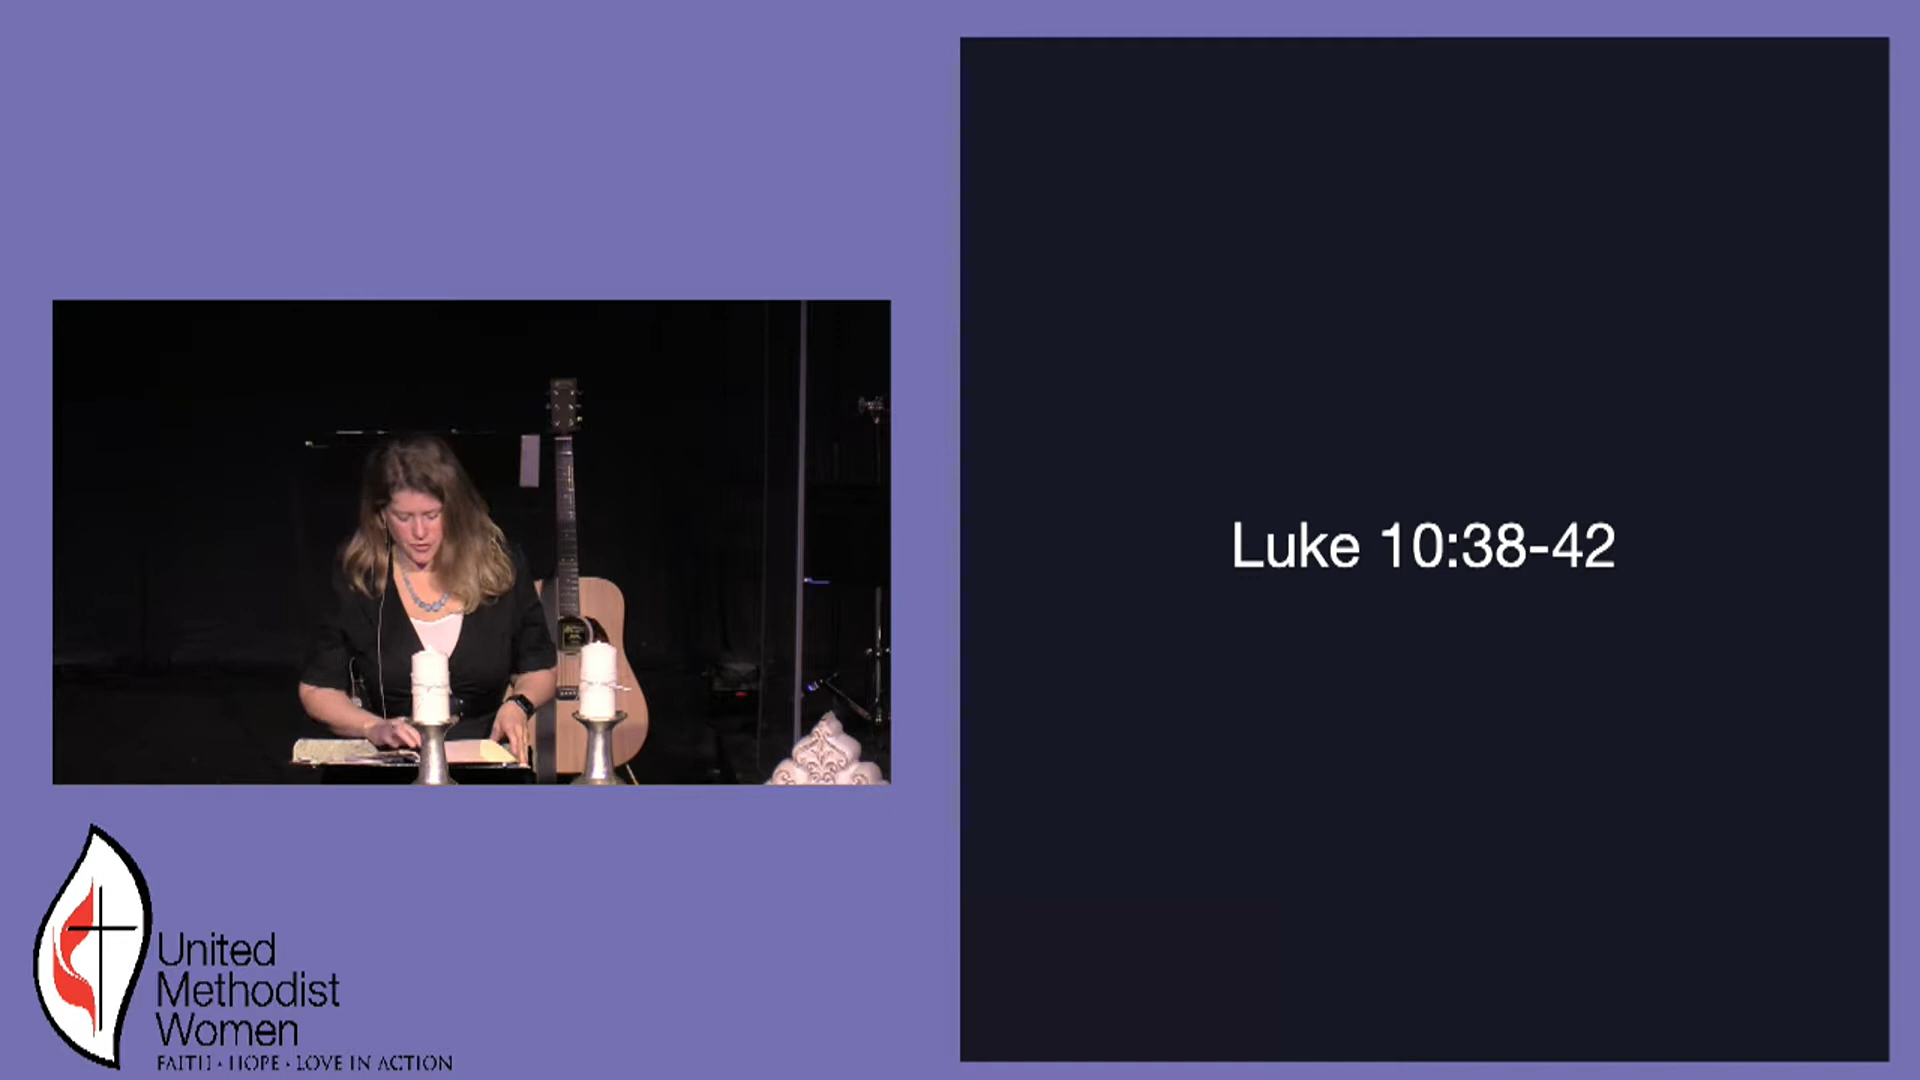 Luke 10:38-42
United
Methodist
Women
FAITH · HOPE · LOVE IN ACTION